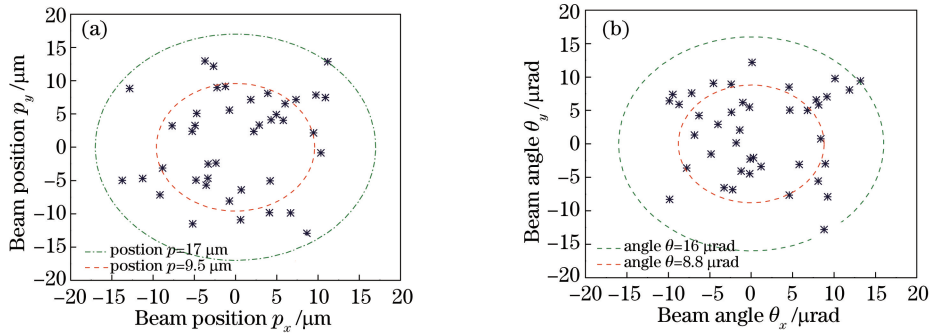 (a)
Beam position p_y /μm
20
15
10
5
0
−5
−10
−15
−20
postion p=17 μm
postion p=9.5 μm
−20 −15 −10 −5 0 5 10 15 20
Beam position p_x /μm
(b)
Beam angle θ_y /μrad
20
15
10
5
0
−5
−10
−15
−20
angle θ=16 μrad
angle θ=8.8 μrad
−20 −15 −10 −5 0 5 10 15 20
Beam angle θ_x /μrad